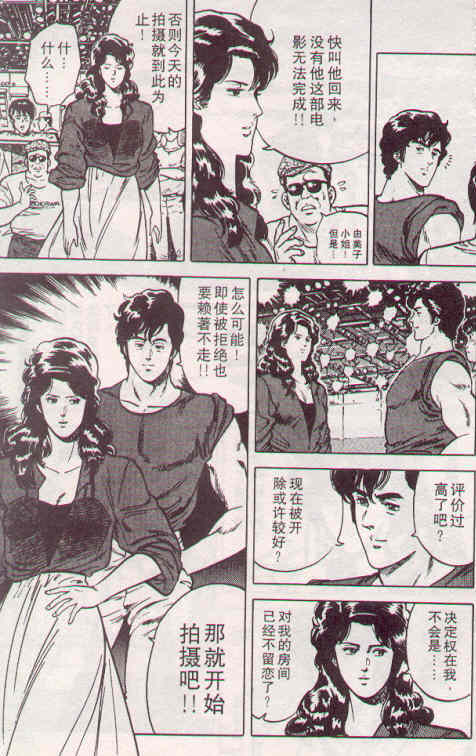 快叫他回来，
没有他这部电
影无法完成!!
由美子
小姐！
但是…
否则今天的
拍摄就到此为
止！
什…
什么……
评价过
高了吧？
现在被开
除或许较好？
决定权在我，
不会是……
对我的房间
已经不留恋了？
怎么可能！
即使被拒绝也
要赖著不走!!
那就开始
拍摄吧!!